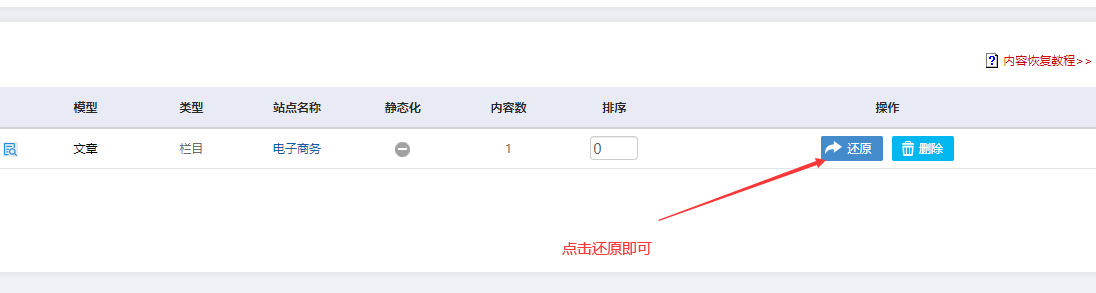 内容恢复教程>>
模型 类型 站点名称 静态化 内容数 排序 操作
文章 栏目 电子商务 1 0 还原 删除
点击还原即可